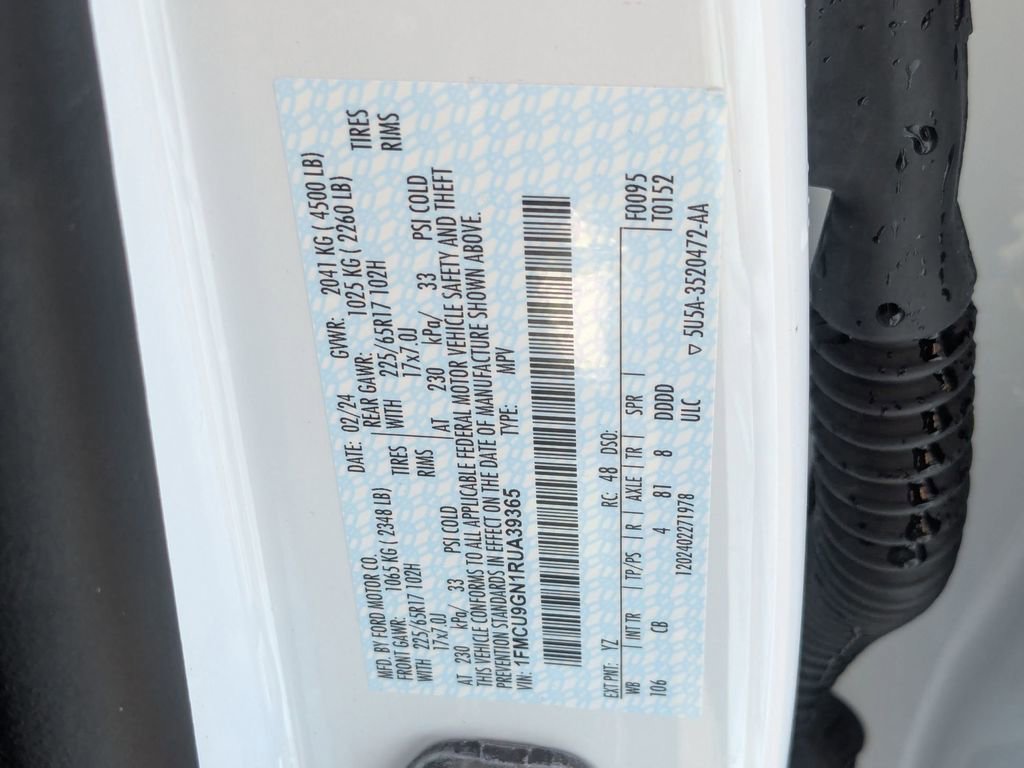 MFD. BY FORD MOTOR CO. DATE: 02/24 GVWR: 2041 KG ( 4500 LB)
FRONT GAWR: 1065 KG ( 2348 LB) REAR GAWR: 1025 KG ( 2260 LB)
WITH 225/65R17 102H TIRES WITH 225/65R17 102H TIRES
17x7.0J RIMS 17x7.0J RIMS
AT 230 kPa/ 33 PSI COLD AT 230 kPa/ 33 PSI COLD
THIS VEHICLE CONFORMS TO ALL APPLICABLE FEDERAL MOTOR VEHICLE SAFETY AND THEFT
PREVENTION STANDARDS IN EFFECT ON THE DATE OF MANUFACTURE SHOWN ABOVE.
VIN: 1FMCU9GN1RUA39365 TYPE: MPV
EXT PNT: YZ RC: 48 DSO: F0095
WB INT TR TP/PS R AXLE TR SPR T0152
106 CB 4 81 8 DDDD
1202402271978 ULC
▽ 5U5A-3520472-AA